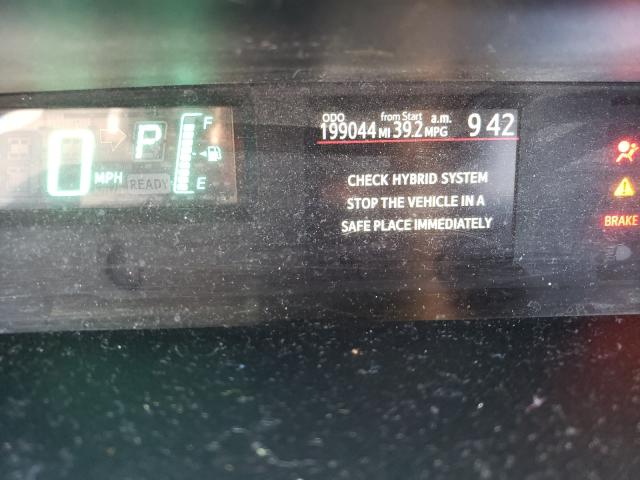 ODO from Start a.m.
199044 MI 39.2 MPG 9 42
0 MPH P READY F E
CHECK HYBRID SYSTEM
STOP THE VEHICLE IN A
SAFE PLACE IMMEDIATELY
BRAKE